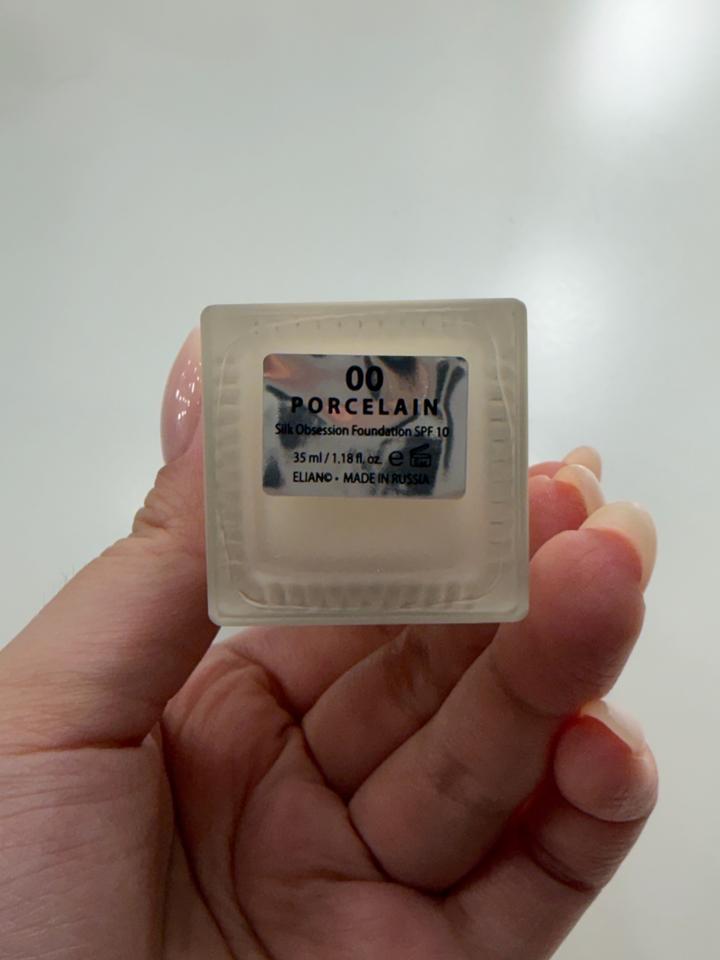 00
PORCELAIN
Silk Obsession Foundation SPF 10
35 ml / 1,18 fl. oz. e
ELIAN© • MADE IN RUSSIA